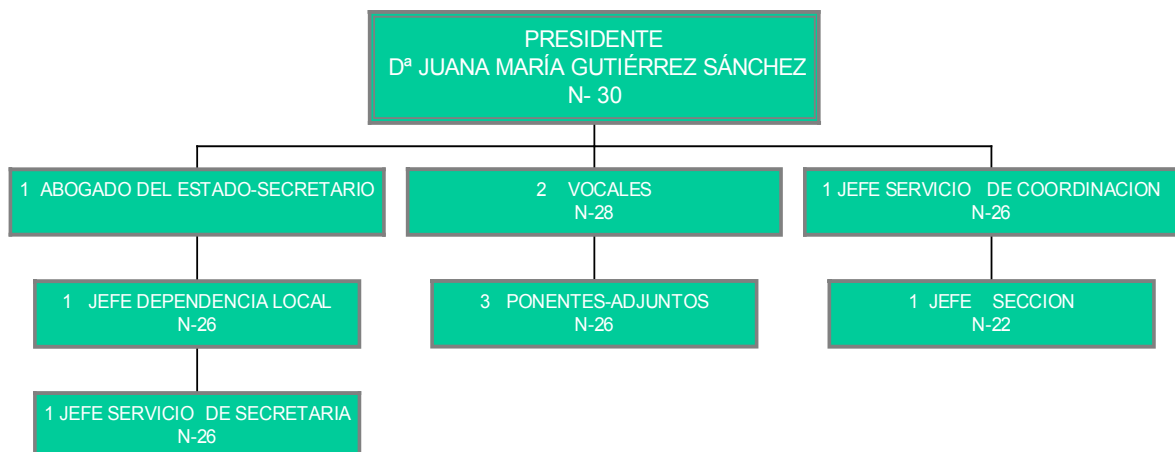 PRESIDENTE
Dª JUANA MARÍA GUTIÉRREZ SÁNCHEZ
N- 30
1 ABOGADO DEL ESTADO-SECRETARIO
2 VOCALES
N-28
1 JEFE SERVICIO DE COORDINACION
N-26
1 JEFE DEPENDENCIA LOCAL
N-26
3 PONENTES-ADJUNTOS
N-26
1 JEFE SECCION
N-22
1 JEFE SERVICIO DE SECRETARIA
N-26